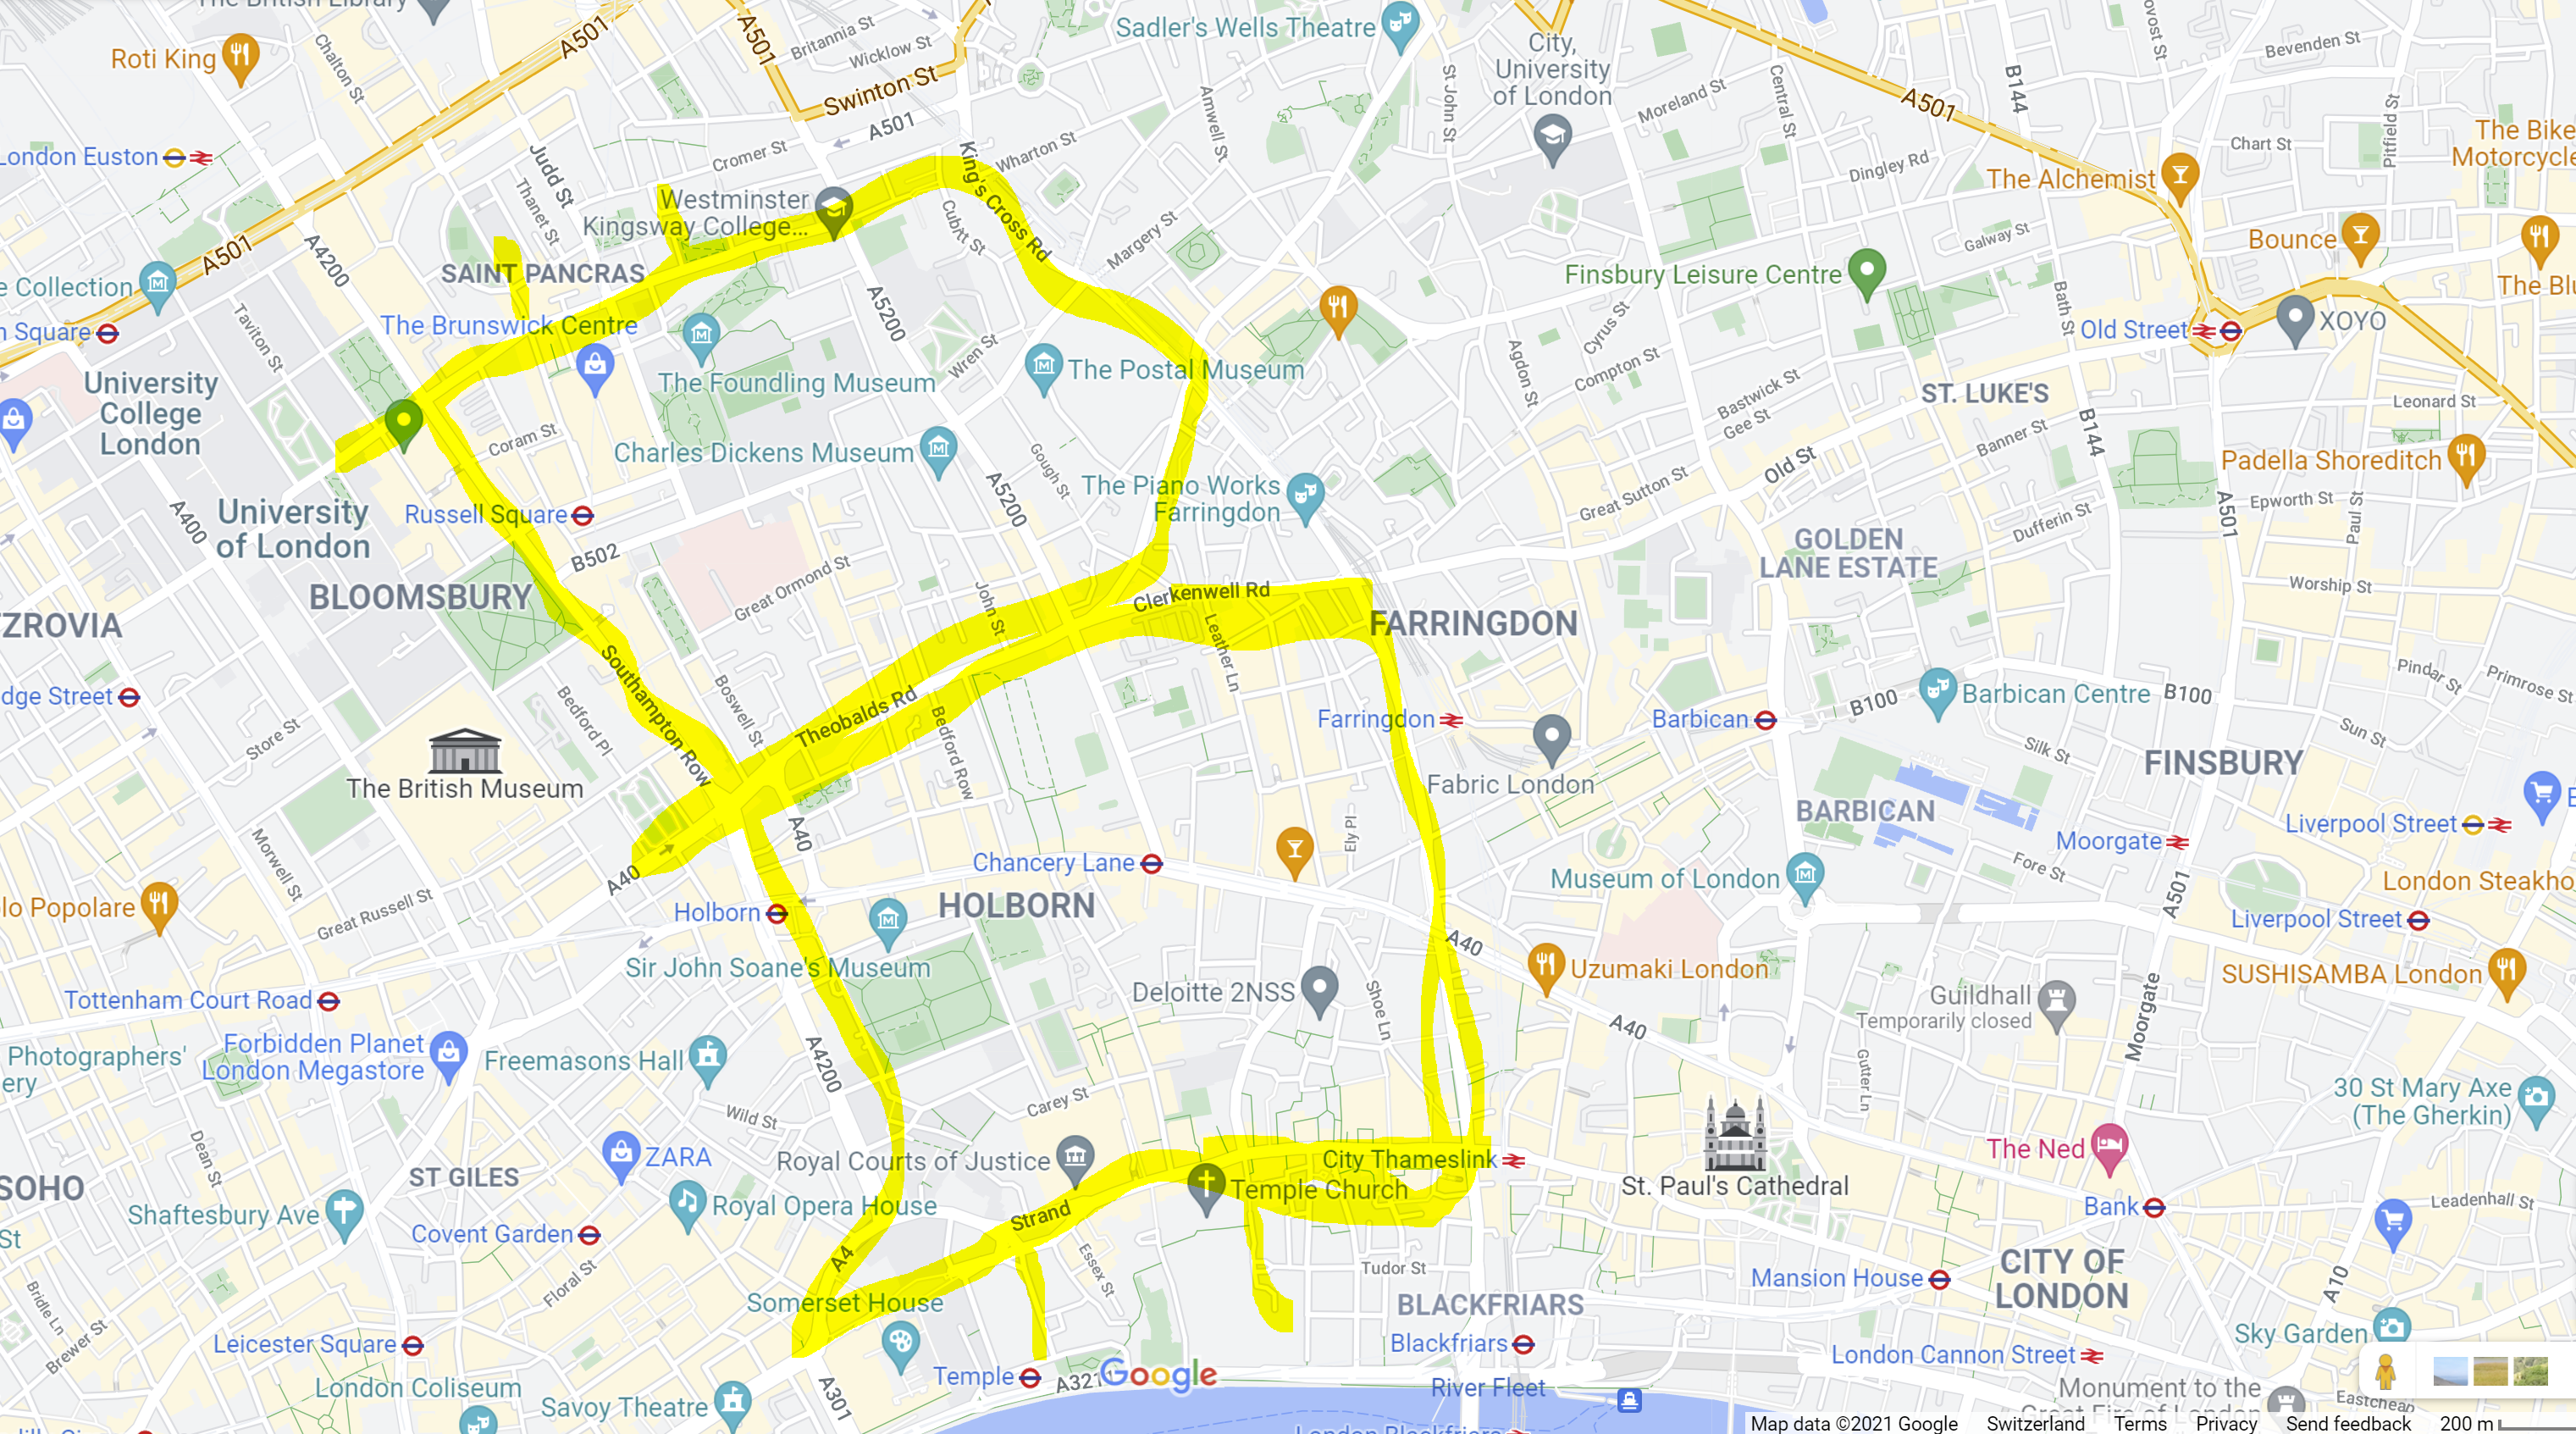 The British Library
Roti King
Chalton St
A501
A501
Britannia St
Wicklow St
Swinton St
A501
Sadler's Wells Theatre
City,
University
of London
St John St
Amwell St
Moreland St
Central St
A501
B144
Bevenden St
Pitfield St
The Bike
Motorcycle
Chart St
London Euston
Judd St
Thanet St
Cromer St
King's Cross Rd
Wharton St
Dingley Rd
The Alchemist
Westminster
Kingsway College...
Cubitt St
Margery St
Galway St
Bounce
A501
A4200
SAINT PANCRAS
Finsbury Leisure Centre
e Collection
Taviton St
The Brunswick Centre
A5200
Wren St
Agdon St
Cyrus St
Compton St
Bath St
Old Street
XOYO
n Square
University
College
London
The Foundling Museum
The Postal Museum
Bastwick St
Gee St
ST. LUKE'S
B144
Leonard St
Banner St
Coram St
Charles Dickens Museum
Gough St
Old St
Padella Shoreditch
The Piano Works
Farringdon
Great Sutton St
A5200
A400
University
of London
Russell Square
B502
Epworth St
Paul St
Dufferin St
A501
GOLDEN
LANE ESTATE
BLOOMSBURY
Great Ormond St
John St
Clerkenwell Rd
Leather Ln
FARRINGDON
Worship St
TZROVIA
Southampton Row
Boswell St
Bedford Pl
Theobalds Rd
Bedford Row
dge Street
Store St
Farringdon
Barbican
B100
Barbican Centre
B100
Pindar St
Primrose St
Sun St
Silk St
The British Museum
Fabric London
FINSBURY
BARBICAN
Morwell St
A40
A40
Ely Pl
Moorgate
Liverpool Street
Fore St
Chancery Lane
Museum of London
London Steakho
lo Popolare
Great Russell St
Holborn
HOLBORN
A40
A501
Liverpool Street
Sir John Soane's Museum
Uzumaki London
SUSHISAMBA London
Tottenham Court Road
Deloitte 2NSS
Shoe Ln
A40
Guildhall
Temporarily closed
Moorgate
Photographers'
ery
Forbidden Planet
London Megastore
Freemasons Hall
A4200
Gutter Ln
30 St Mary Axe
(The Gherkin)
Carey St
Wild St
Dean St
ZARA
Royal Courts of Justice
City Thameslink
The Ned
SOHO
ST GILES
Temple Church
St. Paul's Cathedral
Bank
Leadenhall St
Shaftesbury Ave
Royal Opera House
Strand
St
Covent Garden
A4
Essex St
Tudor St
Mansion House
CITY OF
LONDON
A10
Bridle Ln
Floral St
Somerset House
BLACKFRIARS
Brewer St
Leicester Square
Blackfriars
London Cannon Street
Sky Garden
London Coliseum
Temple
A3211
Google
River Fleet
Savoy Theatre
A301
Monument to the
Great Fire of London
Eastcheap
London Blackfriars
Map data ©2021 Google Switzerland Terms Privacy Send feedback 200 m